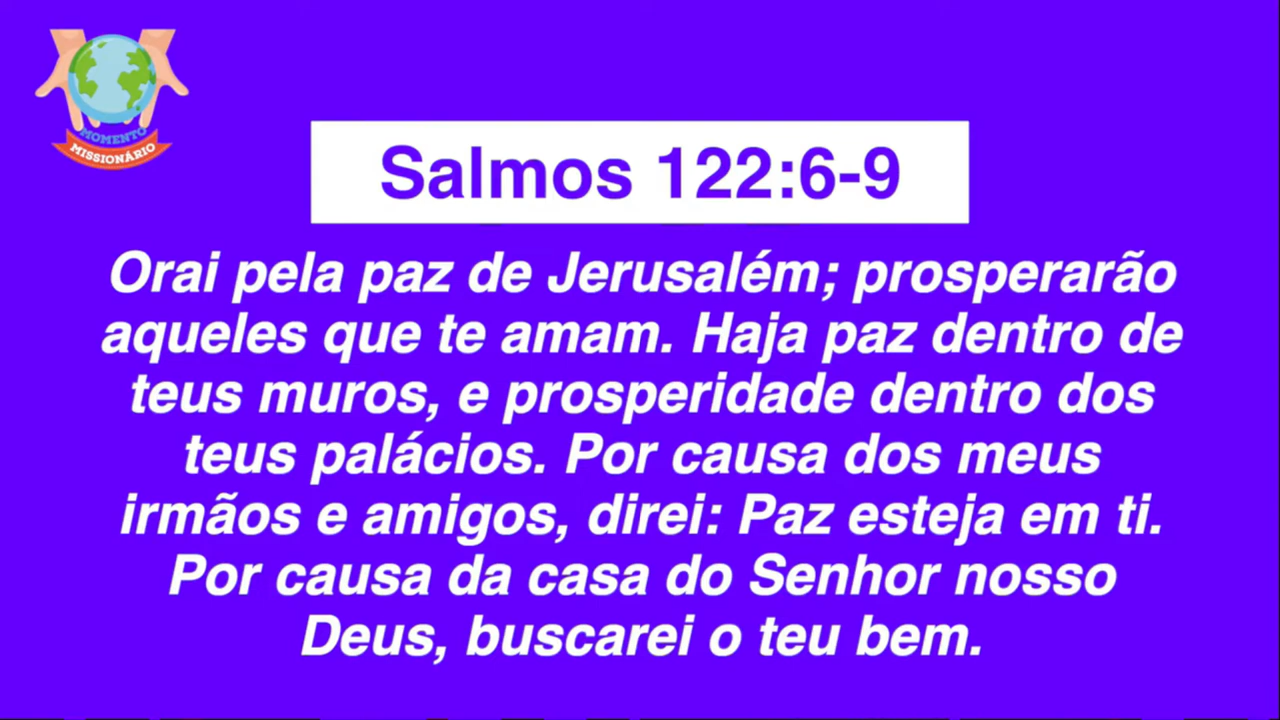 MOMENTO
MISSIONÁRIO
Salmos 122:6-9
Orai pela paz de Jerusalém; prosperarão
aqueles que te amam. Haja paz dentro de
teus muros, e prosperidade dentro dos
teus palácios. Por causa dos meus
irmãos e amigos, direi: Paz esteja em ti.
Por causa da casa do Senhor nosso
Deus, buscarei o teu bem.